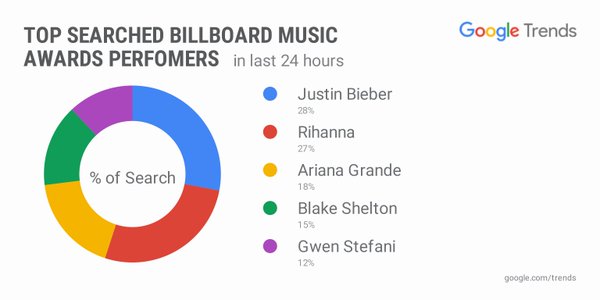 TOP SEARCHED BILLBOARD MUSIC
AWARDS PERFOMERS in last 24 hours
Google Trends
% of Search
Justin Bieber
28%
Rihanna
27%
Ariana Grande
18%
Blake Shelton
15%
Gwen Stefani
12%
google.com/trends